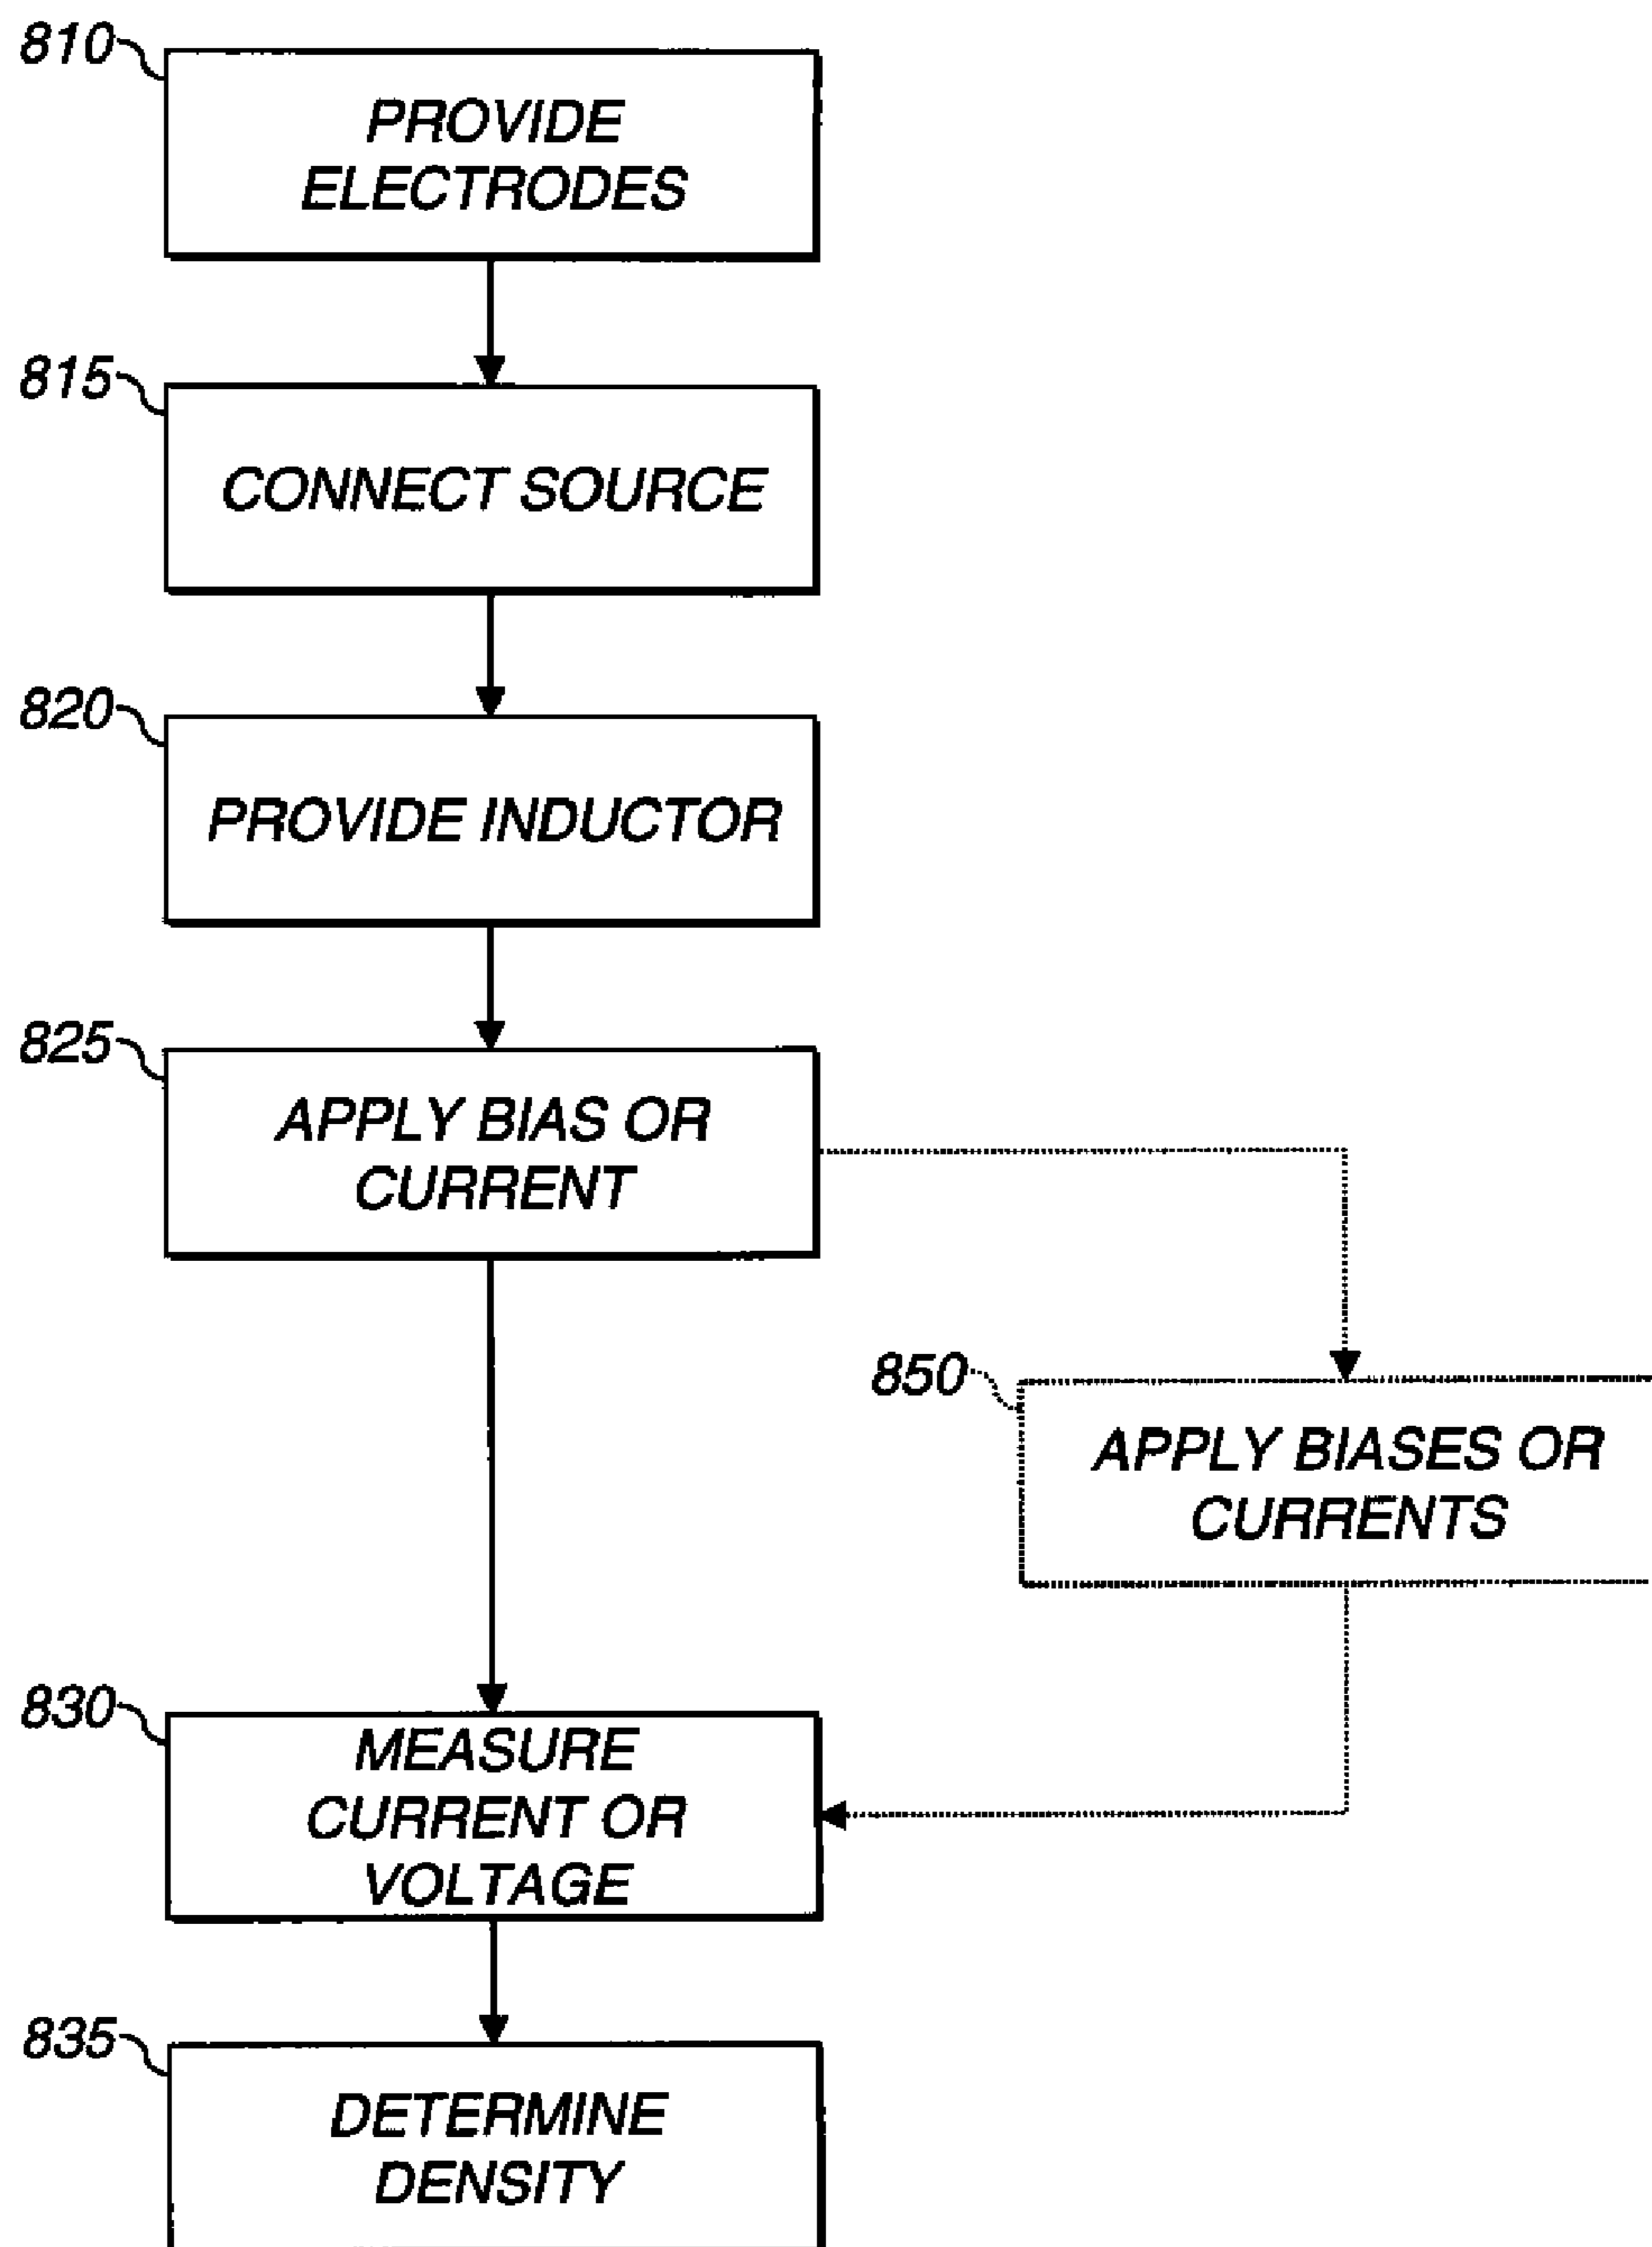 810
PROVIDE
ELECTRODES
815
CONNECT SOURCE
820
PROVIDE INDUCTOR
825
APPLY BIAS OR
CURRENT
850
APPLY BIASES OR
CURRENTS
830
MEASURE
CURRENT OR
VOLTAGE
835
DETERMINE
DENSITY